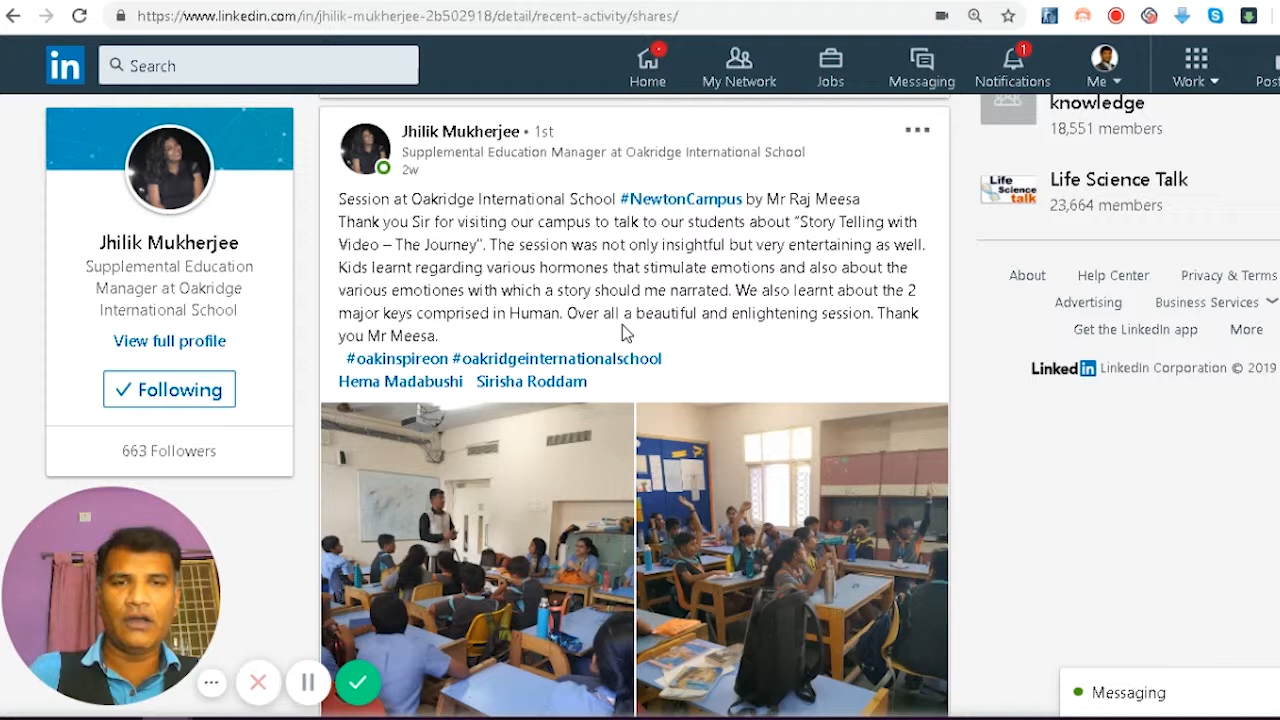 https://www.linkedin.com/in/jhilik-mukherjee-2b502918/detail/recent-activity/shares/
in
Search
Home
My Network
Jobs
Messaging
1
Notifications
Me
Work
Jhilik Mukherjee
Supplemental Education
Manager at Oakridge
International School
View full profile
Following
663 Followers
Jhilik Mukherjee • 1st
Supplemental Education Manager at Oakridge International School
2w
Session at Oakridge International School #NewtonCampus by Mr Raj Meesa
Thank you Sir for visiting our campus to talk to our students about “Story Telling with
Video – The Journey”. The session was not only insightful but very entertaining as well.
Kids learnt regarding various hormones that stimulate emotions and also about the
various emotiones with which a story should me narrated. We also learnt about the 2
major keys comprised in Human. Over all a beautiful and enlightening session. Thank
you Mr Meesa.
#oakinspireon #oakridgeinternationalschool
Hema Madabushi Sirisha Roddam
knowledge
18,551 members
Life Science talk
Life Science Talk
23,664 members
About Help Center Privacy & Terms
Advertising Business Services
Get the LinkedIn app More
LinkedIn LinkedIn Corporation © 2019
Messaging